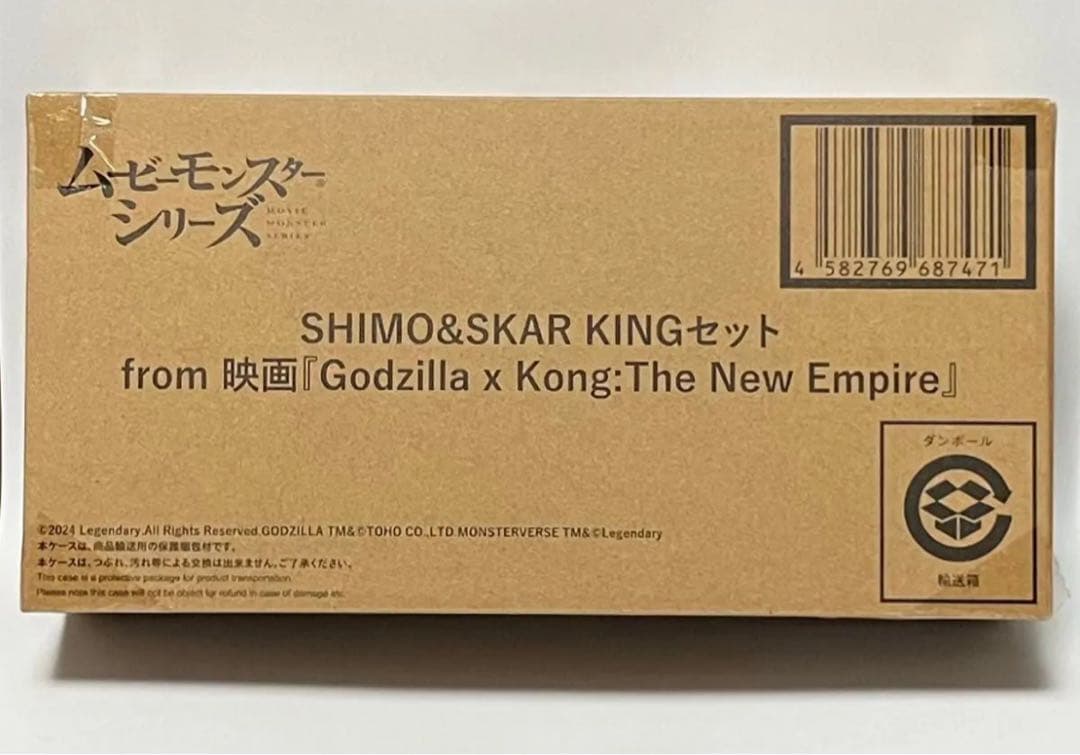 ムービーモンスター®
シリーズ
MOVIE
MONSTER
SERIES
4 582769 687471
SHIMO&SKAR KINGセット
from 映画『Godzilla x Kong:The New Empire』
ダンボール
輸送箱
©2024 Legendary.All Rights Reserved.GODZILLA TM&©TOHO CO.,LTD.MONSTERVERSE TM&©Legendary
本ケースは、商品輸送用の保護梱包材です。
本ケースは、つぶれ、汚れ等による交換は出来ません。ご了承ください。
This case is a protective package for product transportation.
Please note this case will not be object for refund in case of damage etc.